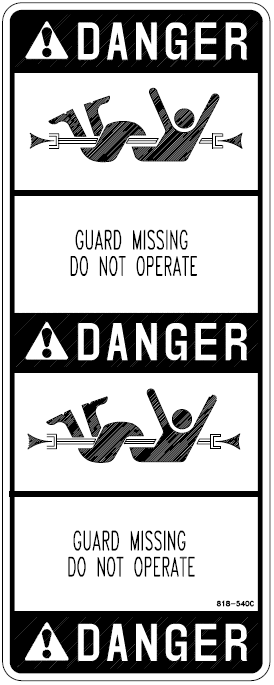 DANGER
GUARD MISSING
DO NOT OPERATE
DANGER
GUARD MISSING
DO NOT OPERATE
818-540C
DANGER